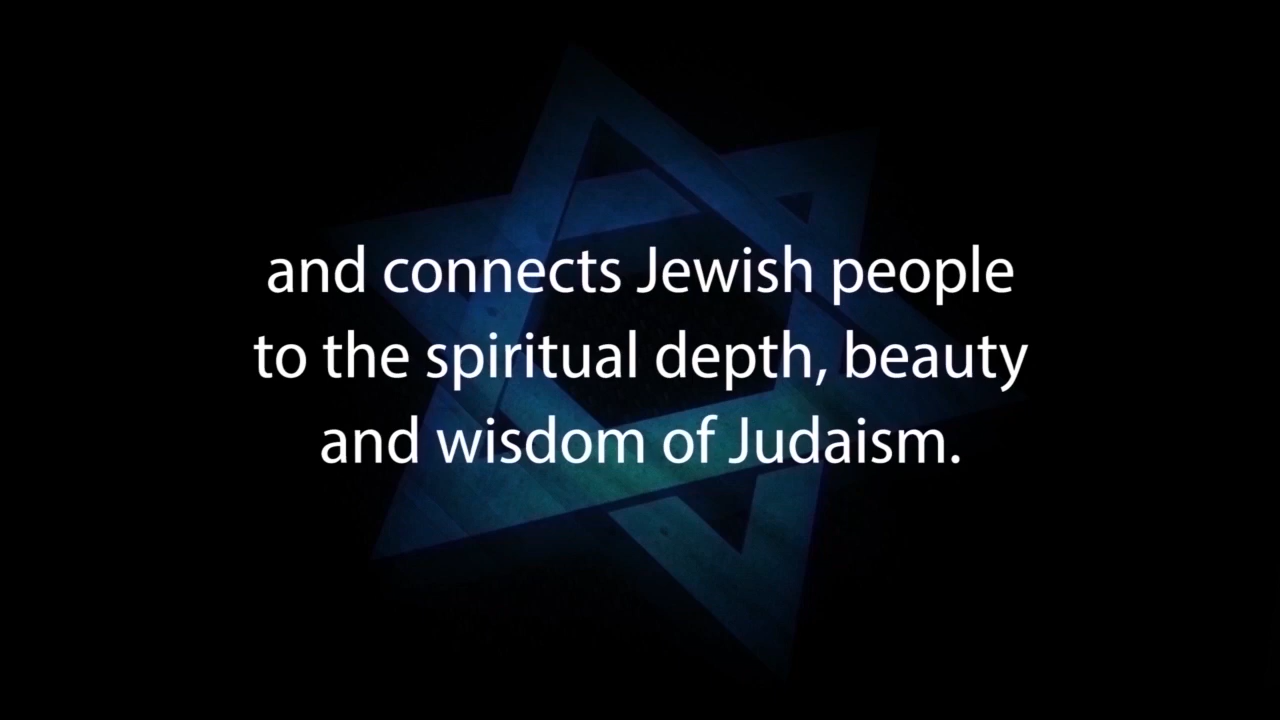 and connects Jewish people
to the spiritual depth, beauty
and wisdom of Judaism.